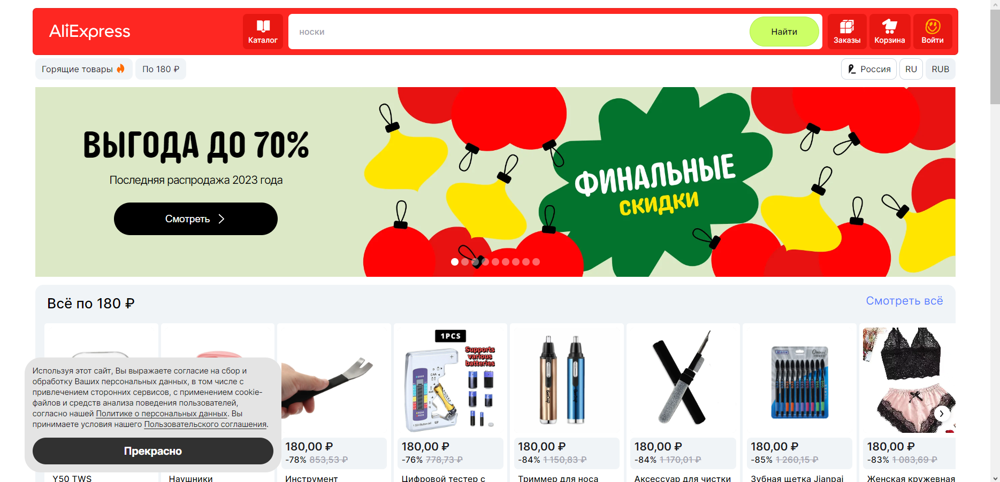 AliExpress
Каталог
носки
Найти
Заказы
Корзина
Войти
Горящие товары
По 180 ₽
Россия
RU
RUB
ВЫГОДА ДО 70%
Последняя распродажа 2023 года
Смотреть
ФИНАЛЬНЫЕ
СКИДКИ
Всё по 180 ₽
Смотреть всё
1PCS
Supports
various
batteries
Используя этот сайт, Вы выражаете согласие на сбор и
обработку Ваших персональных данных, в том числе с
привлечением сторонних сервисов, с применением cookie-
файлов и средств анализа поведения пользователей,
согласно нашей Политике о персональных данных. Вы
принимаете условия нашего Пользовательского соглашения.
Прекрасно
180,00 ₽
-78% 853,53 ₽
180,00 ₽
-76% 778,73 ₽
180,00 ₽
-84% 1 150,83 ₽
180,00 ₽
-84% 1 170,01 ₽
180,00 ₽
-85% 1 260,15 ₽
180,00 ₽
-83% 1 083,69 ₽
Y50 TWS
Наушники
Инструмент
Цифровой тестер с
Триммер для носа
Аксессуар для чистки
Зубная щетка Jianpai
Женская кружевная